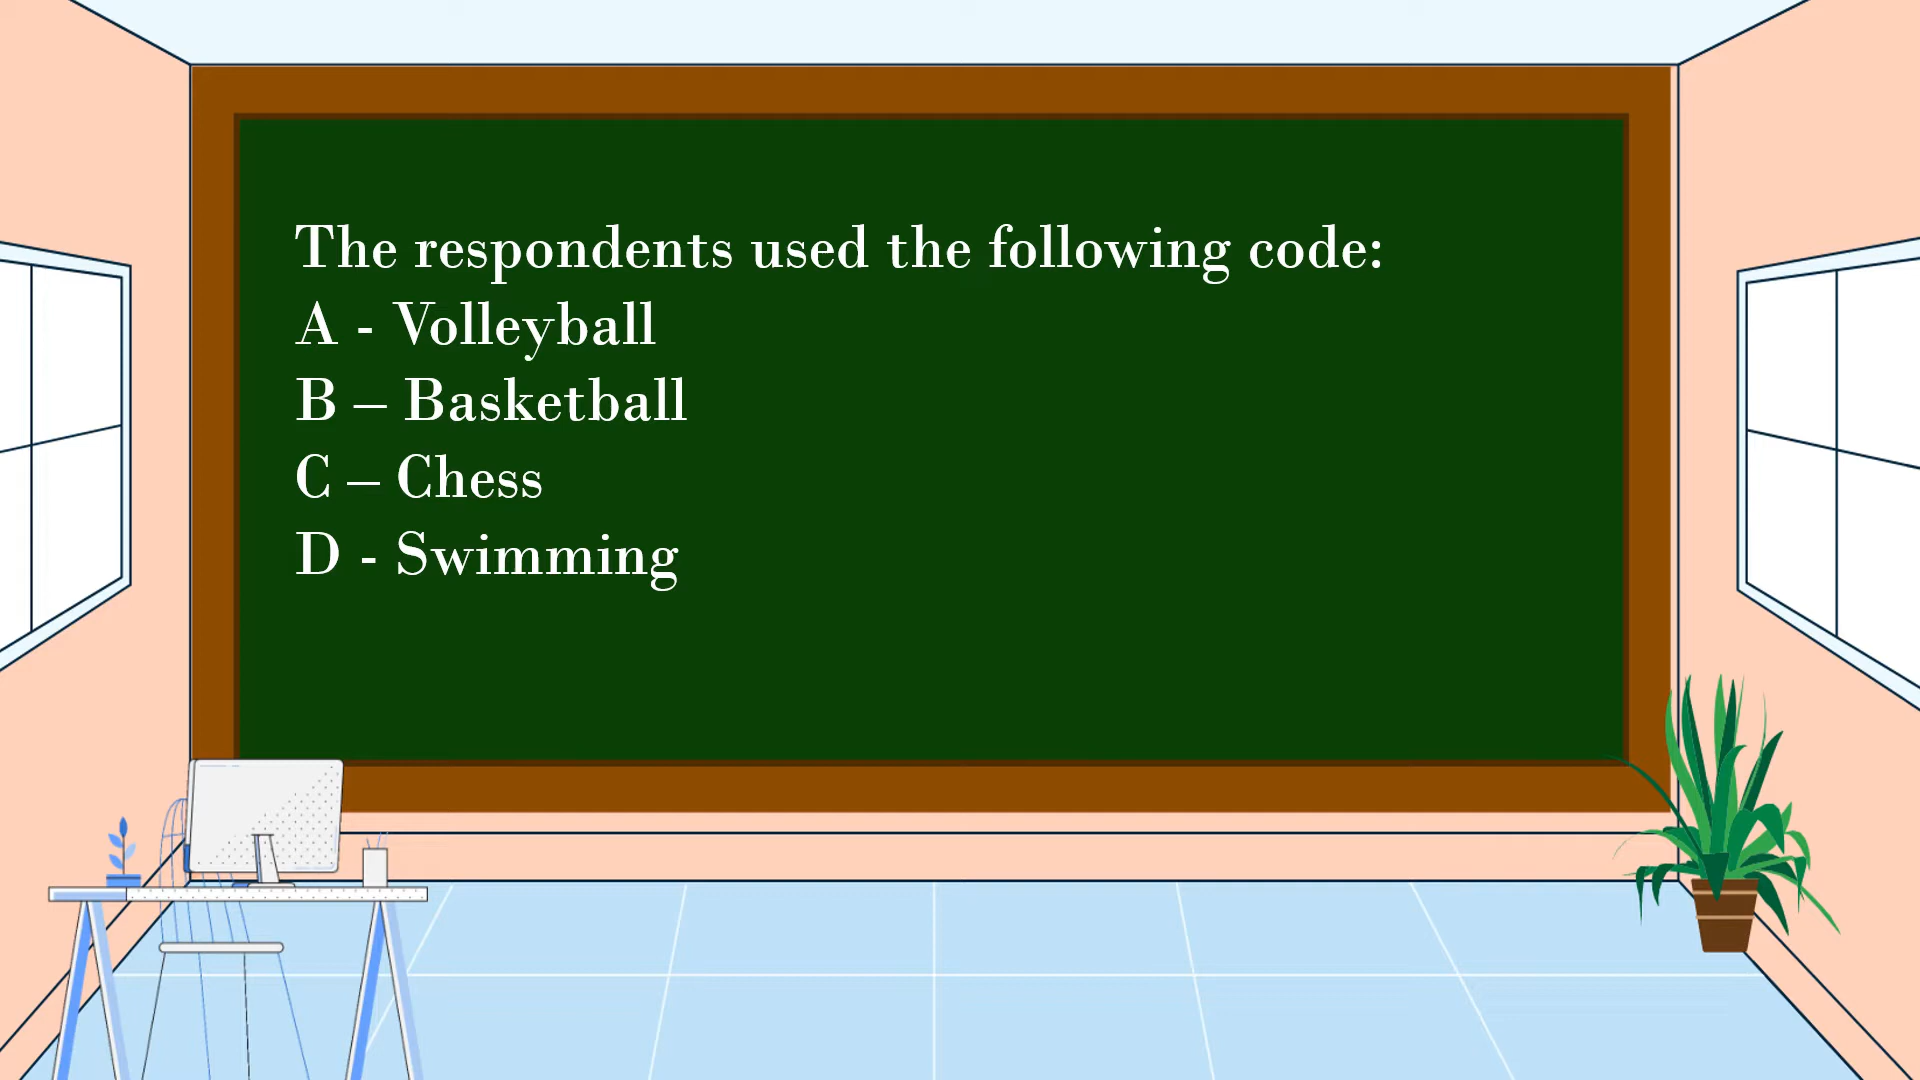 The respondents used the following code:
A - Volleyball
B – Basketball
C – Chess
D - Swimming